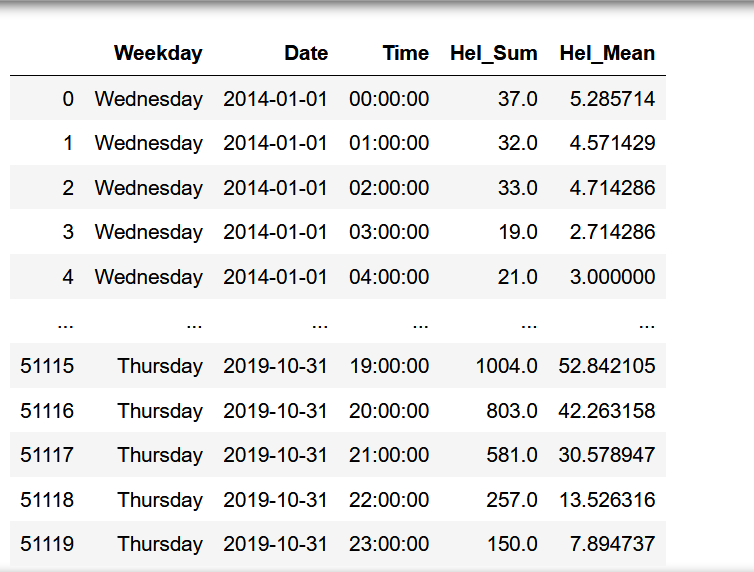 Weekday Date Time Hel_Sum Hel_Mean
0 Wednesday 2014-01-01 00:00:00 37.0 5.285714
1 Wednesday 2014-01-01 01:00:00 32.0 4.571429
2 Wednesday 2014-01-01 02:00:00 33.0 4.714286
3 Wednesday 2014-01-01 03:00:00 19.0 2.714286
4 Wednesday 2014-01-01 04:00:00 21.0 3.000000
... ... ... ... ... ...
51115 Thursday 2019-10-31 19:00:00 1004.0 52.842105
51116 Thursday 2019-10-31 20:00:00 803.0 42.263158
51117 Thursday 2019-10-31 21:00:00 581.0 30.578947
51118 Thursday 2019-10-31 22:00:00 257.0 13.526316
51119 Thursday 2019-10-31 23:00:00 150.0 7.894737